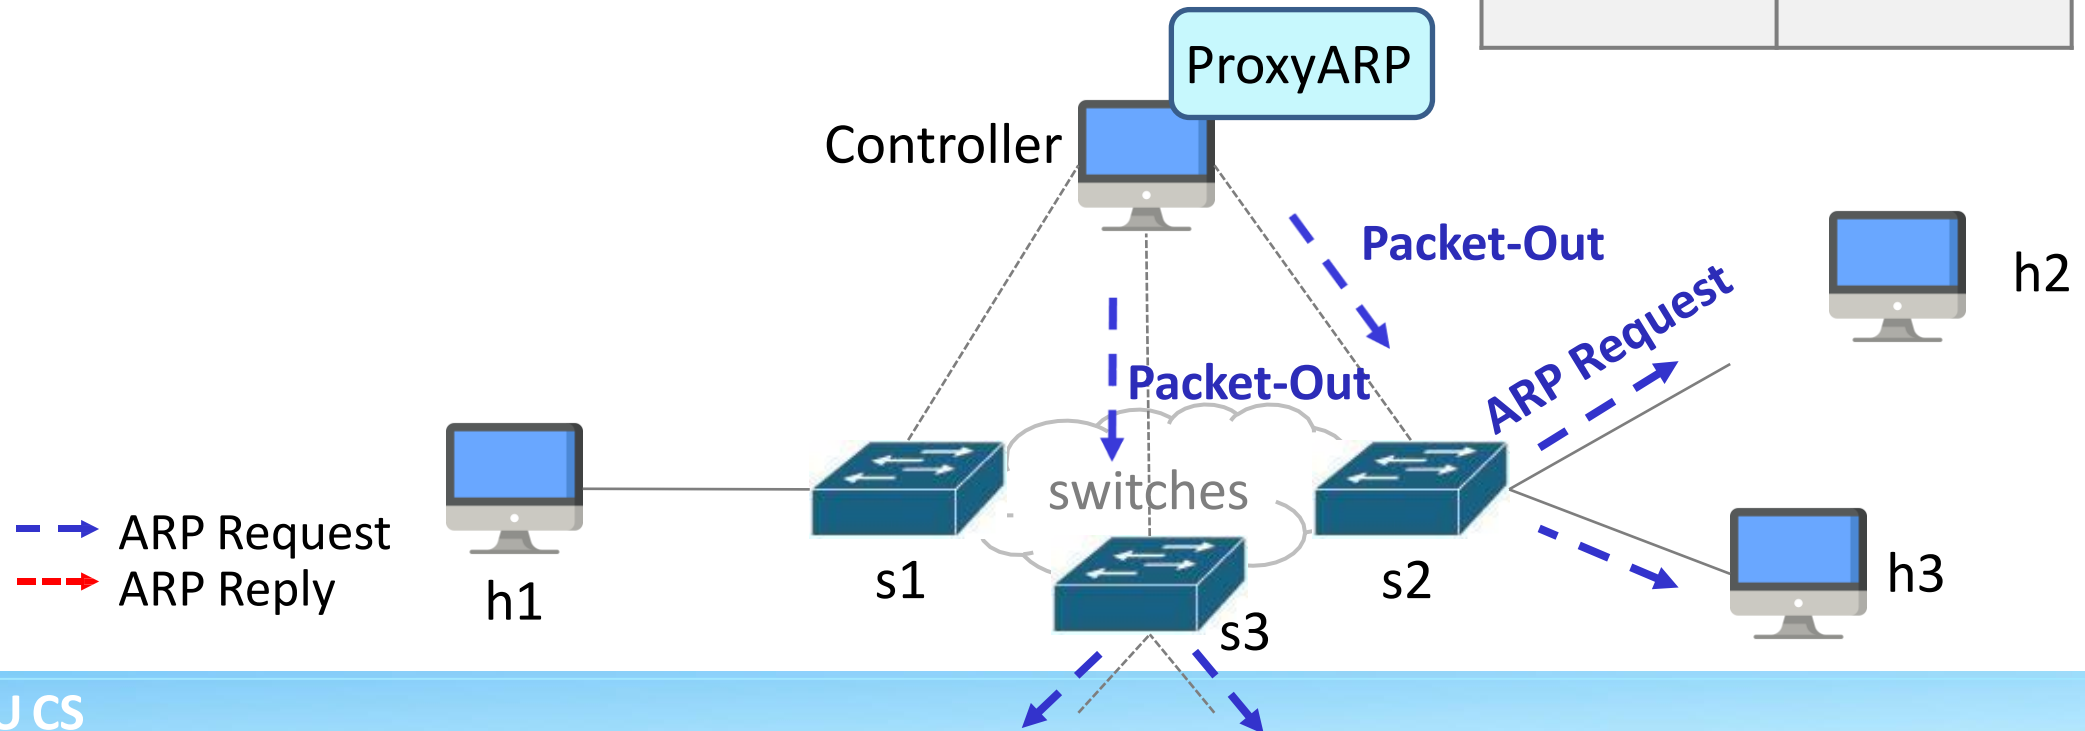 ProxyARP
Controller
Packet-Out
h2
ARP Request
Packet-Out
switches
ARP Request
ARP Reply
h1
s1
s2
h3
s3
CS